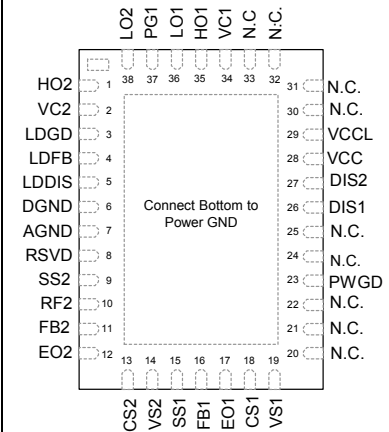 LO2 PG1 LO1 HO1 VC1 N.C N.C.
38 37 36 35 34 33 32
HO2 1
VC2 2
LDGD 3
LDFB 4
LDDIS 5
DGND 6
AGND 7
RSVD 8
SS2 9
RF2 10
FB2 11
EO2 12
Connect Bottom to
Power GND
31 N.C.
30 N.C.
29 VCCL
28 VCC
27 DIS2
26 DIS1
25 N.C.
24 N.C.
23 PWGD
22 N.C.
21 N.C.
20 N.C.
13 14 15 16 17 18 19
CS2 VS2 SS1 FB1 EO1 CS1 VS1